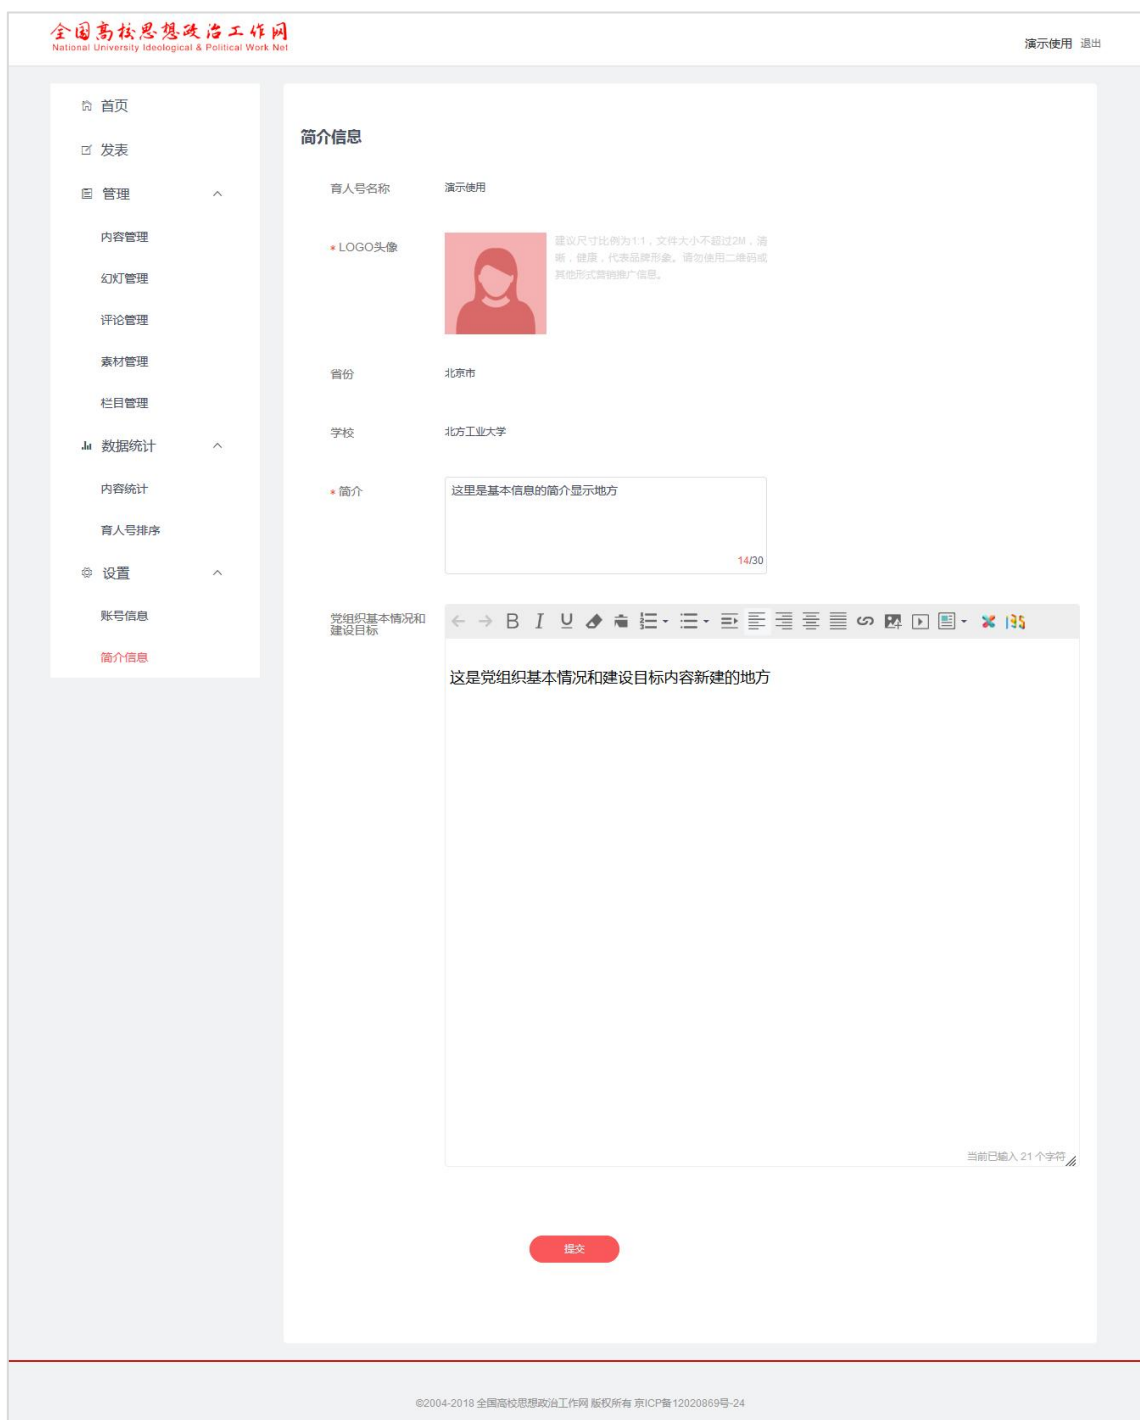 全国高校思想政治工作网
National University Ideological & Political Work Net
演示使用 退出
首页
发表
管理
内容管理
幻灯管理
评论管理
素材管理
栏目管理
数据统计
内容统计
育人号排序
设置
账号信息
简介信息
简介信息
育人号名称 演示使用
* LOGO头像
建议尺寸比例为1:1，文件大小不超过2M，清
晰，健康，代表品牌形象。请勿使用二维码或
其他形式营销推广信息。
省份 北京市
学校 北方工业大学
* 简介 这里是基本信息的简介显示地方
14/30
党组织基本情况和
建设目标
B I U
135
这是党组织基本情况和建设目标内容新建的地方
当前已输入 21 个字符
提交
©2004-2018 全国高校思想政治工作网 版权所有 京ICP备12020869号-24